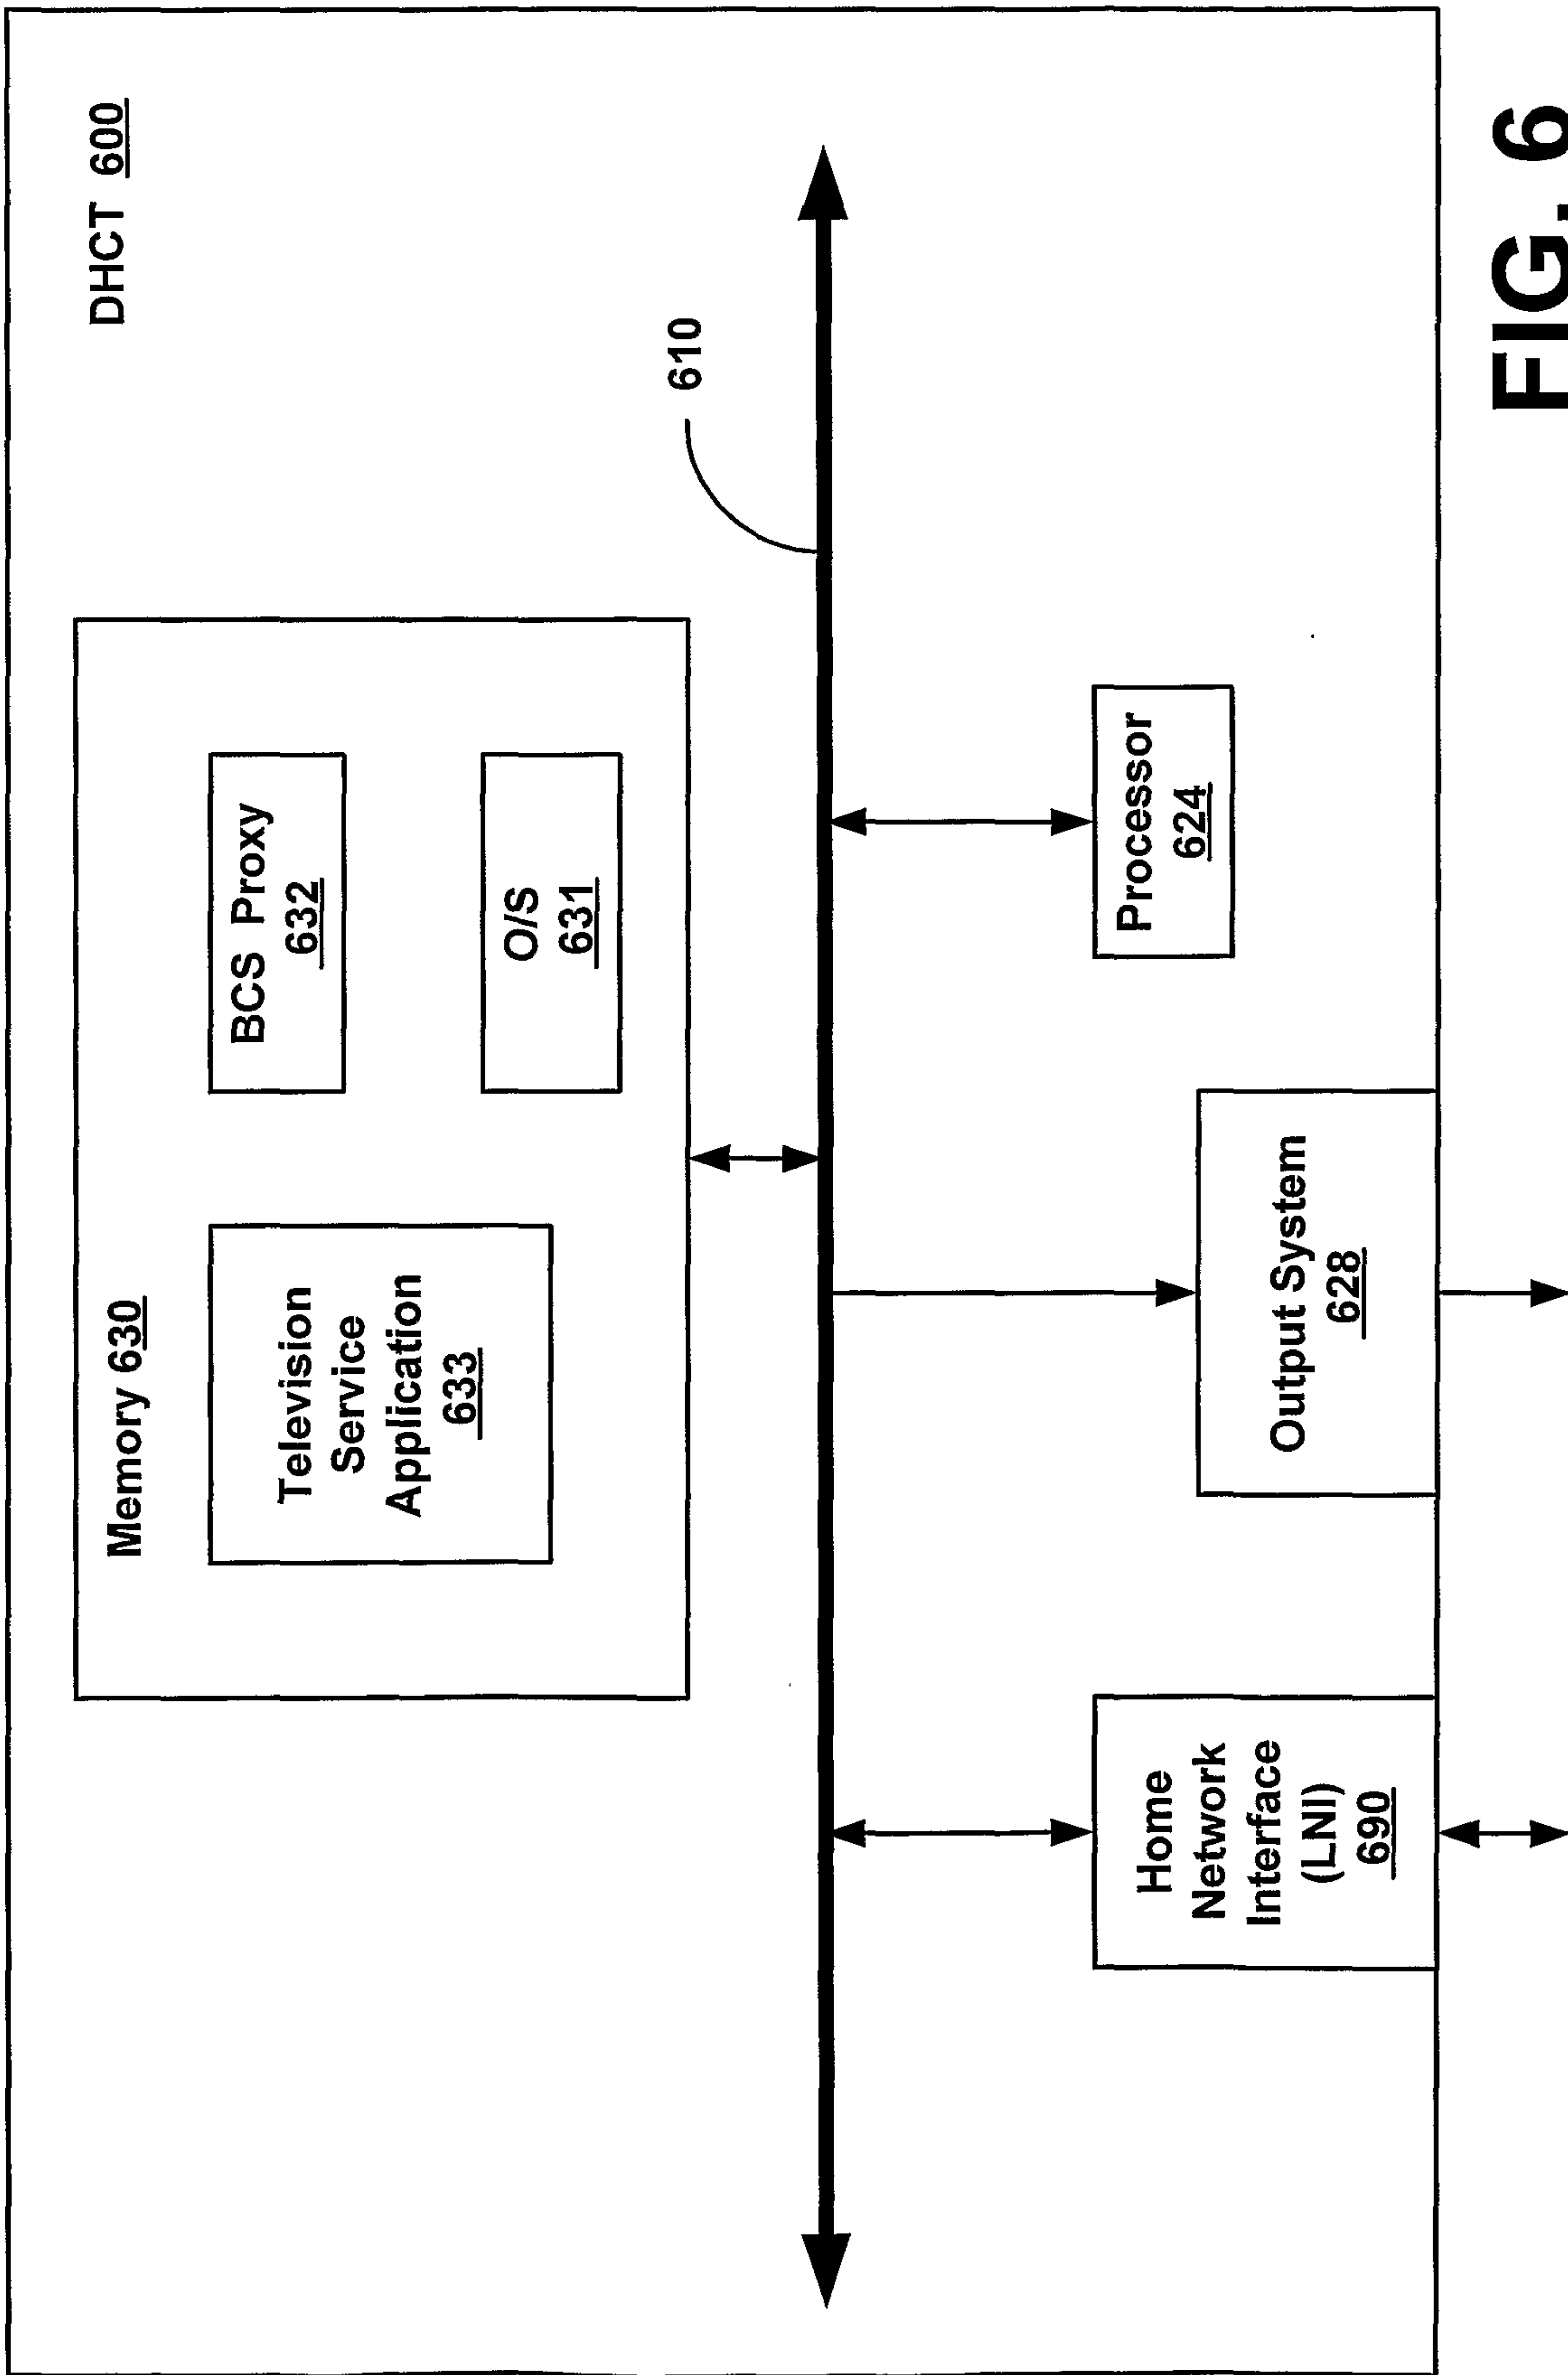 DHCT 600
Memory 630
Television
Service
Application
633
BCS Proxy
632
O/S
631
610
Home
Network
Interface
(LNI)
690
Output System
628
Processor
624
FIG. 6